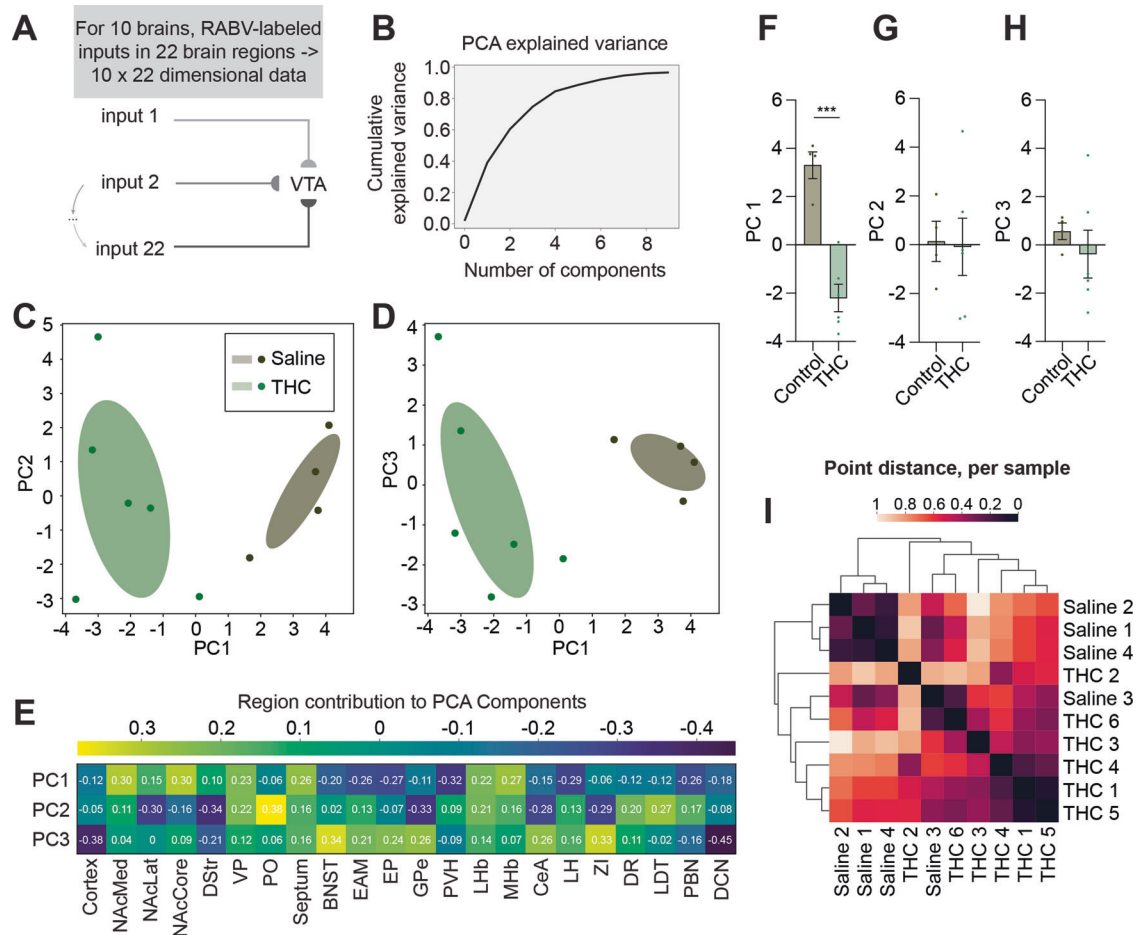 A
For 10 brains, RABV-labeled
inputs in 22 brain regions ->
10 x 22 dimensional data
input 1
input 2
...
input 22
VTA
B
PCA explained variance
Cumulative
explained variance
1.0
0.8
0.6
0.4
0.2
0.0
0 2 4 6 8
Number of components
C
PC2
5
4
3
2
1
0
-1
-2
-3
-4 -3 -2 -1 0 1 2 3 4
PC1
Saline
THC
D
PC3
4
3
2
1
0
-1
-2
-3
-4 -3 -2 -1 0 1 2 3 4
PC1
E
Region contribution to PCA Components
0.3 0.2 0.1 0 -0.2 -0.3 -0.4
PC1 -0.12 0.30 0.15 0.30 0.10 0.23 -0.06 0.26 -0.20 -0.26 -0.27 -0.11 -0.32 0.22 0.27 -0.15 -0.29 -0.06 -0.12 -0.12 -0.26 -0.18
PC2 -0.05 0.11 -0.30 -0.16 -0.34 0.22 0.38 0.16 0.02 0.13 -0.07 -0.33 0.09 0.21 0.16 -0.28 0.13 -0.29 0.20 0.27 0.17 -0.08
PC3 -0.38 0.04 0 0.09 -0.21 0.16 0.04 0.16 0.34 0.21 0.24 0.26 -0.09 0.14 0.07 0.26 0.16 0.33 0.11 -0.02 -0.16 -0.45
Cortex NAcMed NAcLat NAcCore DStr VP PO Septum BNST EAM EP GPe PVH LHb MHb CeA LH ZI DR LDT PBN DCN
F
PC 1
6
4
2
0
-2
-4
***
Control THC
G
PC 2
6
4
2
0
-2
-4
Control THC
H
PC 3
6
4
2
0
-2
-4
Control THC
I
Point distance, per sample
1 0.8 0.6 0.4 0.2 0
Saline 2
Saline 1
Saline 4
THC 2
Saline 3
THC 6
THC 3
THC 4
THC 1
THC 5
Saline 2 Saline 1 Saline 4 THC 2 Saline 3 THC 6 THC 3 THC 4 THC 1 THC 5